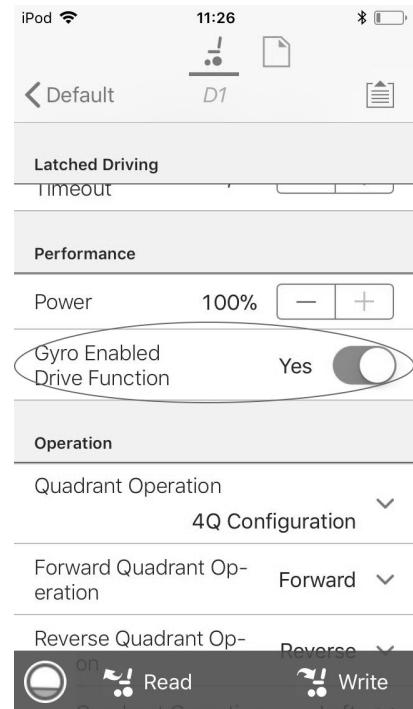 iPod 11:26
Default D1
Latched Driving
Timeout
Performance
Power 100% − +
Gyro Enabled
Drive Function Yes
Operation
Quadrant Operation
4Q Configuration
Forward Quadrant Op-
eration Forward
Reverse Quadrant Op-
on Reverse
Read Write